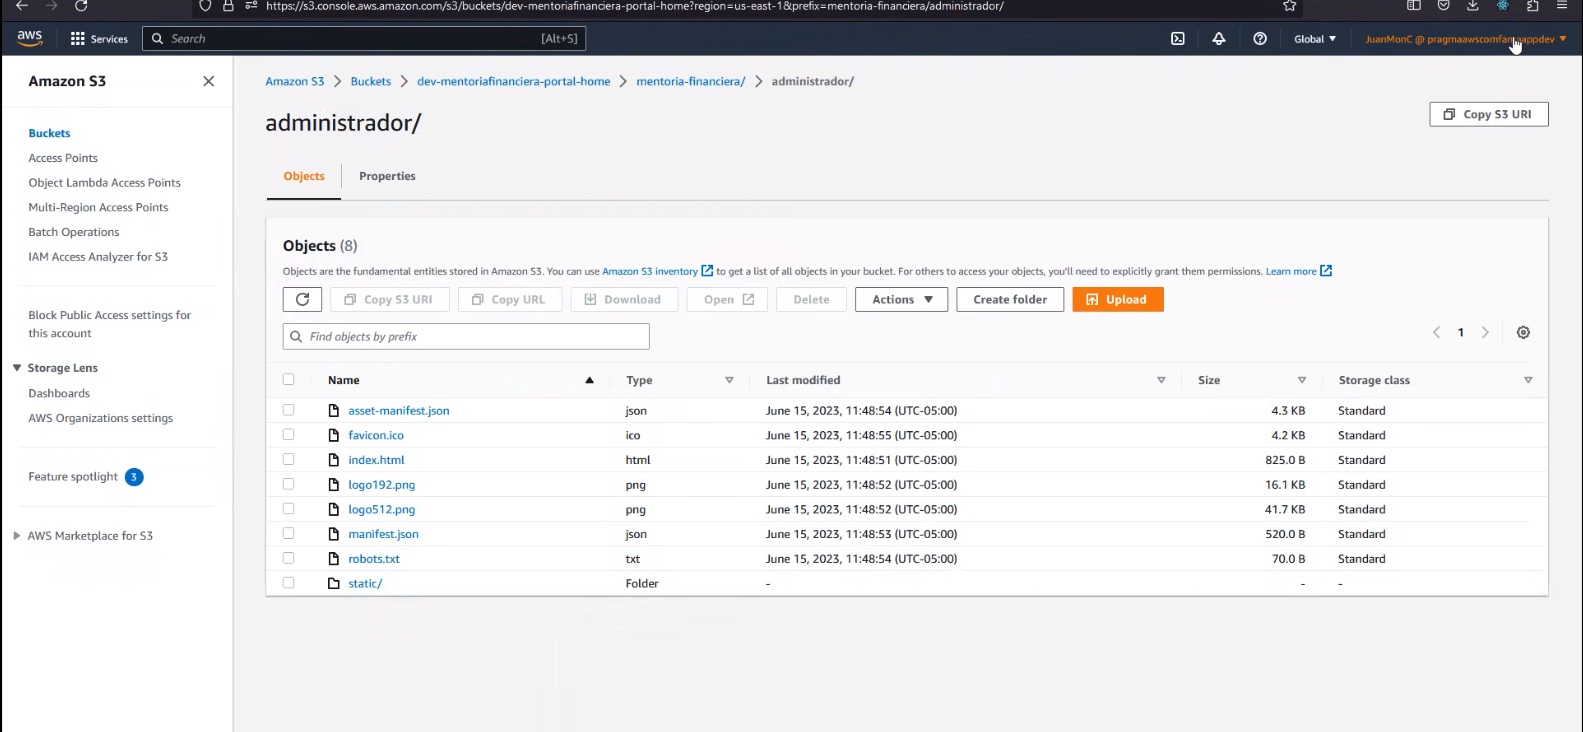 https://s3.console.aws.amazon.com/s3/buckets/dev-mentoriafinanciera-portal-home?region=us-east-1&prefix=mentoria-financiera/administrador/
aws Services Search [Alt+S] Global JuanMonC @
Amazon S3
Buckets
Access Points
Object Lambda Access Points
Multi-Region Access Points
Batch Operations
IAM Access Analyzer for S3
Block Public Access settings for
this account
Storage Lens
Dashboards
AWS Organizations settings
Feature spotlight 3
AWS Marketplace for S3
Amazon S3 Buckets dev-mentoriafinanciera-portal-home mentoria-financiera/ administrador/
administrador/
Copy S3 URI
Objects Properties
Objects (8)
Objects are the fundamental entities stored in Amazon S3. You can use Amazon S3 inventory to get a list of all objects in your bucket. For others to access your objects, you'll need to explicitly grant them permissions. Learn more
Copy S3 URI Copy URL Download Open Delete Actions Create folder Upload
Find objects by prefix
1
Name Type Last modified Size Storage class
asset-manifest.json json June 15, 2023, 11:48:54 (UTC-05:00) 4.3 KB Standard
favicon.ico ico June 15, 2023, 11:48:55 (UTC-05:00) 4.2 KB Standard
index.html html June 15, 2023, 11:48:51 (UTC-05:00) 825.0 B Standard
logo192.png png June 15, 2023, 11:48:52 (UTC-05:00) 16.1 KB Standard
logo512.png png June 15, 2023, 11:48:52 (UTC-05:00) 41.7 KB Standard
manifest.json json June 15, 2023, 11:48:53 (UTC-05:00) 520.0 B Standard
robots.txt txt June 15, 2023, 11:48:54 (UTC-05:00) 70.0 B Standard
static/ Folder - - -